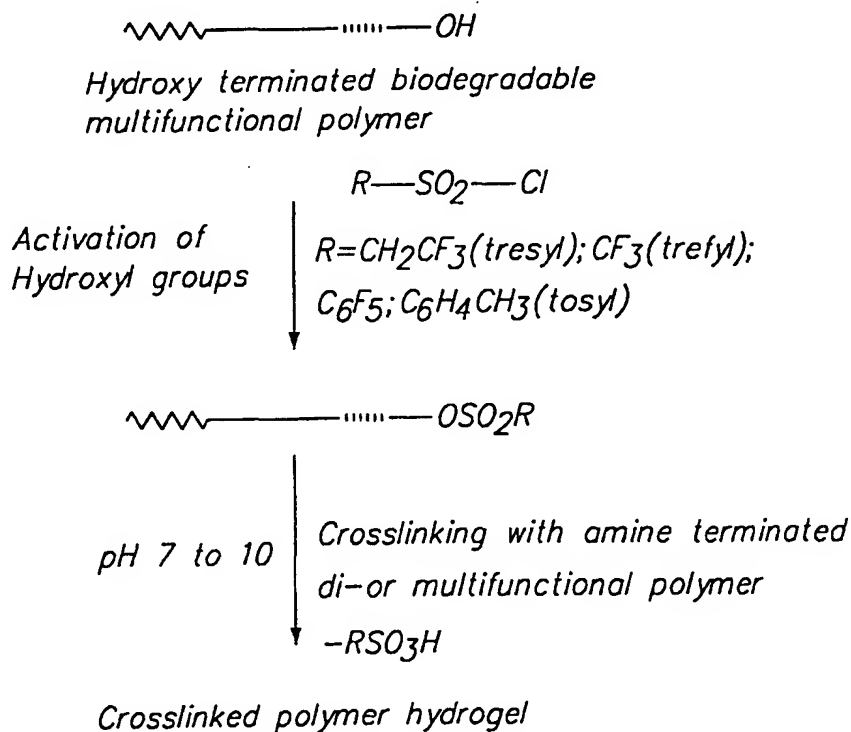 OH
Hydroxy terminated biodegradable
multifunctional polymer
R—SO2—Cl
Activation of
Hydroxyl groups
R=CH2CF3(tresyl); CF3(trefyl);
C6F5; C6H4CH3(tosyl)
OSO2R
pH 7 to 10
Crosslinking with amine terminated
di-or multifunctional polymer
-RSO3H
Crosslinked polymer hydrogel